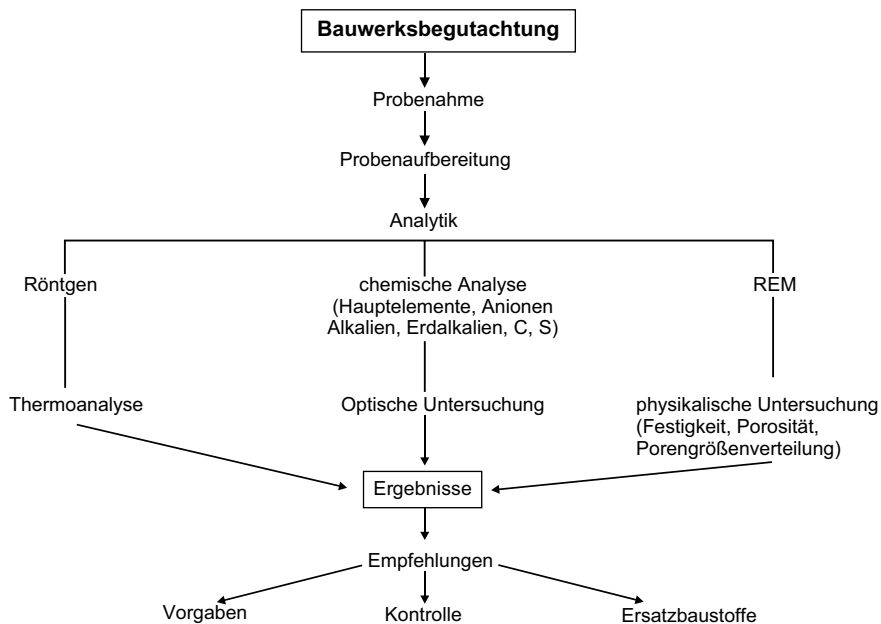 Bauwerksbegutachtung
Probenahme
Probenaufbereitung
Analytik
Röntgen
chemische Analyse
(Hauptelemente, Anionen
Alkalien, Erdalkalien, C, S)
REM
Thermoanalyse
Optische Untersuchung
physikalische Untersuchung
(Festigkeit, Porosität,
Porengrößenverteilung)
Ergebnisse
Empfehlungen
Vorgaben
Kontrolle
Ersatzbaustoffe